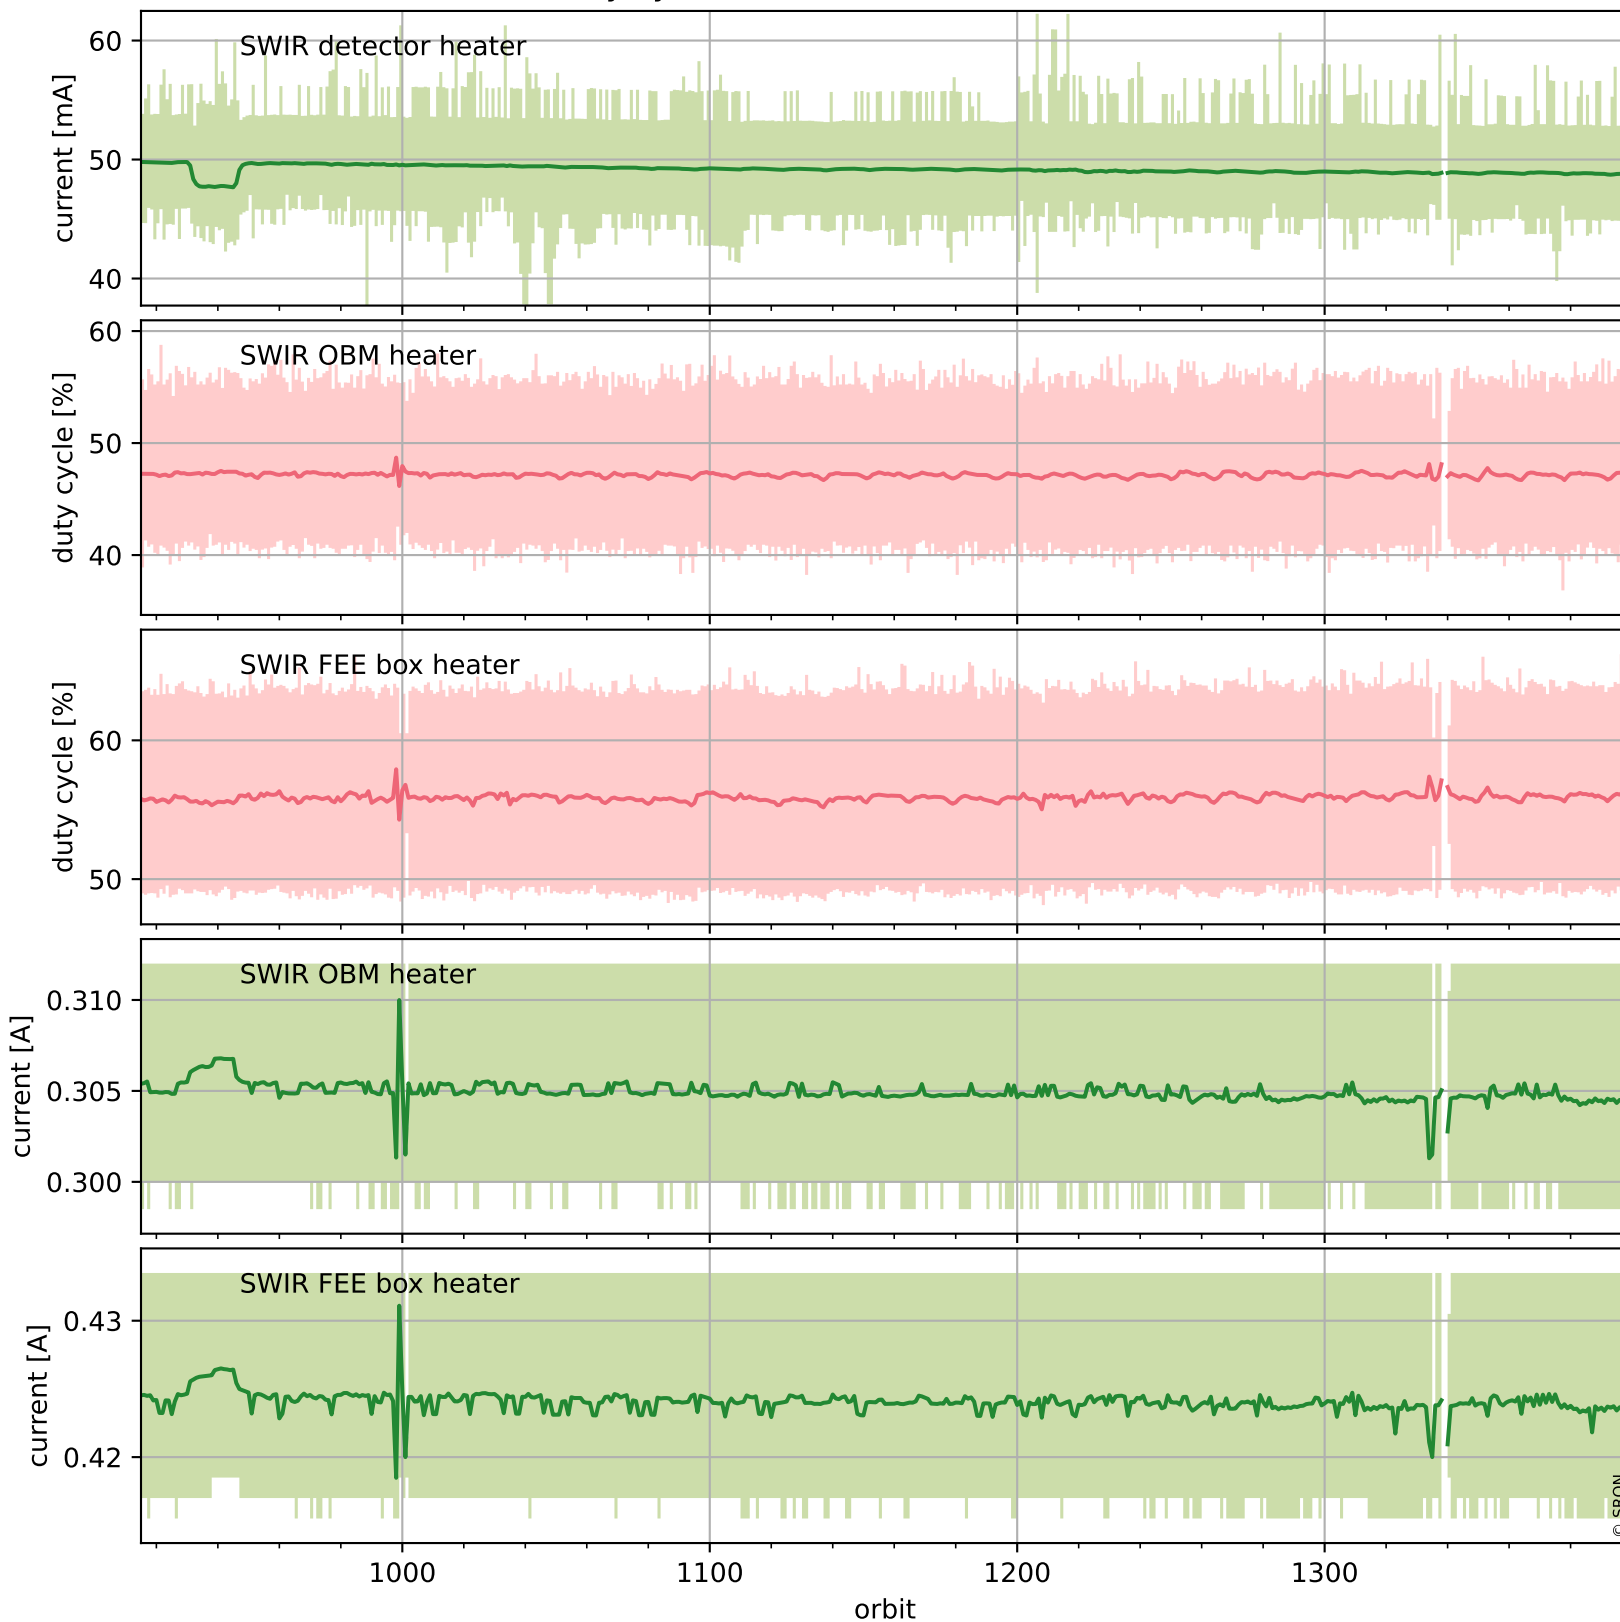 SWIR detector heater
current [mA]
60
50
40
SWIR OBM heater
duty cycle [%]
60
50
40
SWIR FEE box heater
duty cycle [%]
60
50
SWIR OBM heater
current [A]
0.310
0.305
0.300
SWIR FEE box heater
current [A]
0.43
0.42
© SRON
1000 1100 1200 1300
orbit